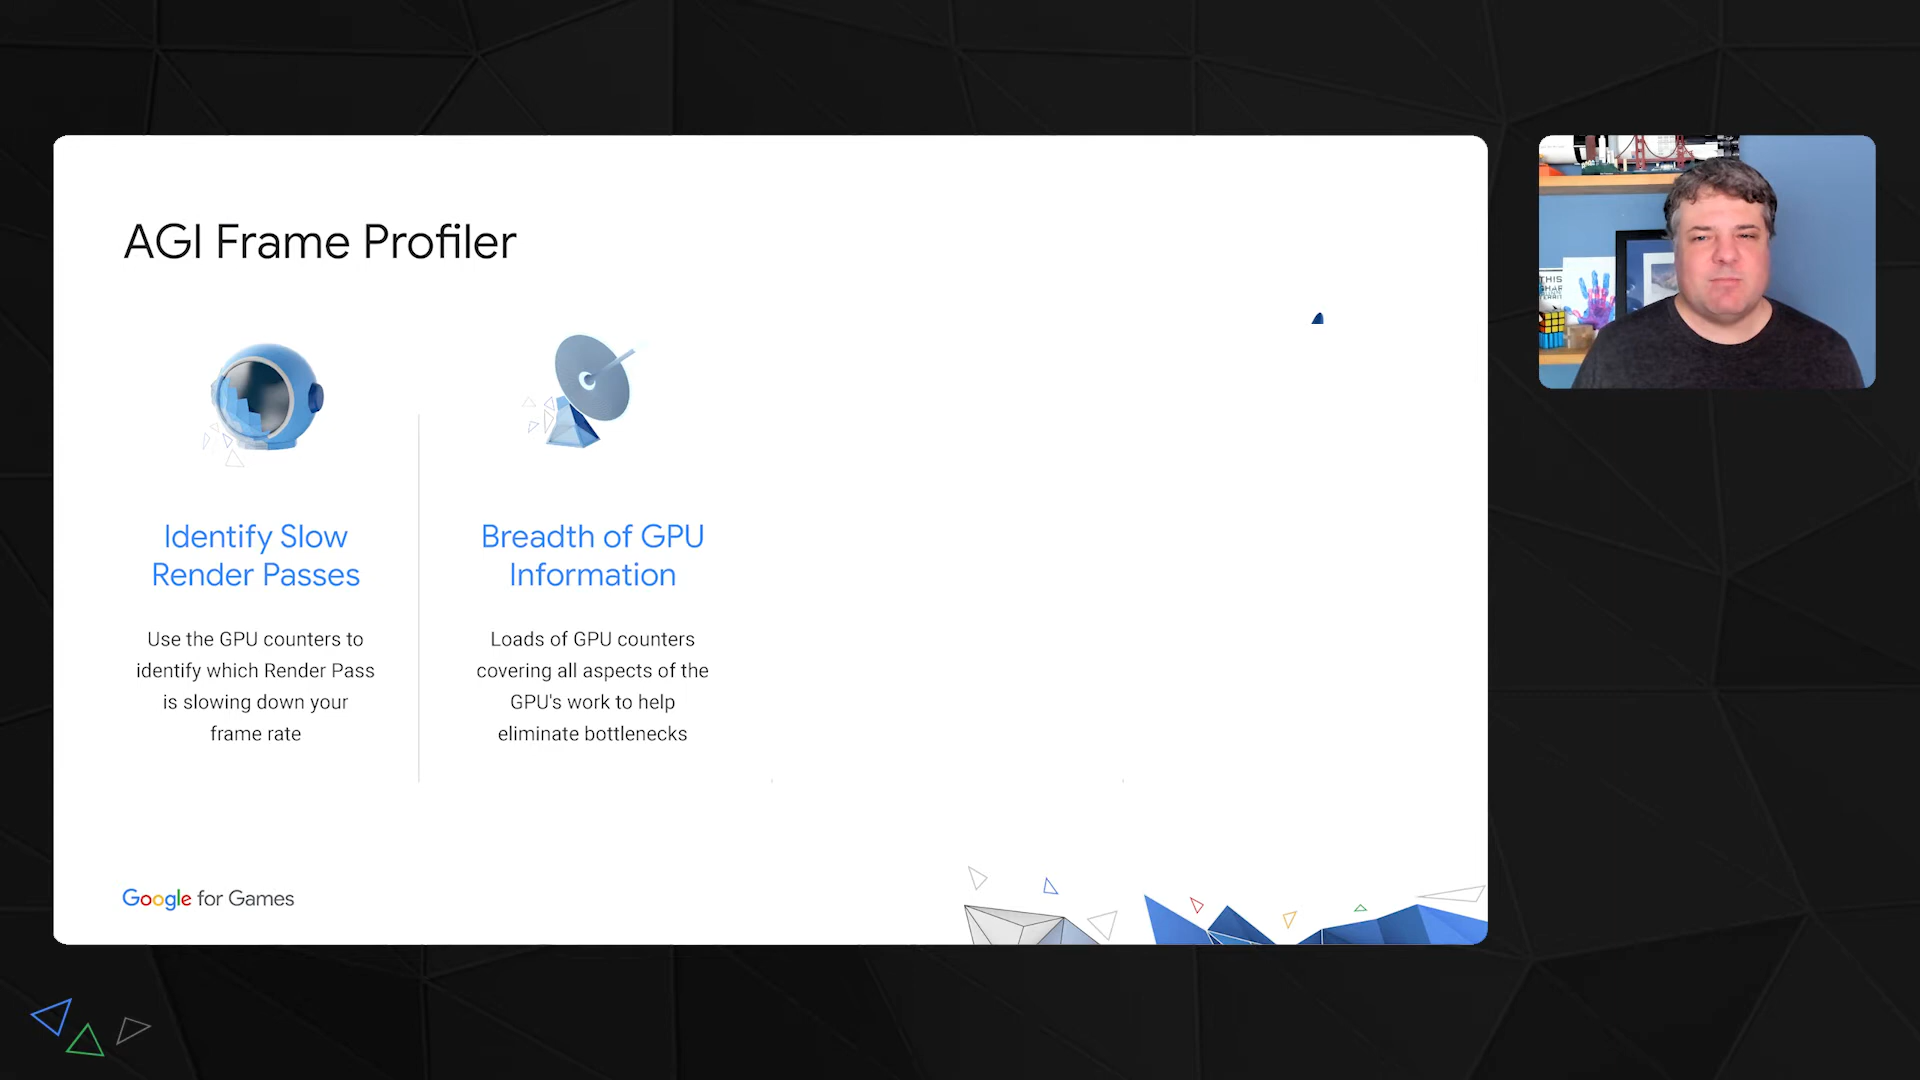 AGI Frame Profiler
Identify Slow
Render Passes
Use the GPU counters to
identify which Render Pass
is slowing down your
frame rate
Breadth of GPU
Information
Loads of GPU counters
covering all aspects of the
GPU's work to help
eliminate bottlenecks
Google for Games
THIS